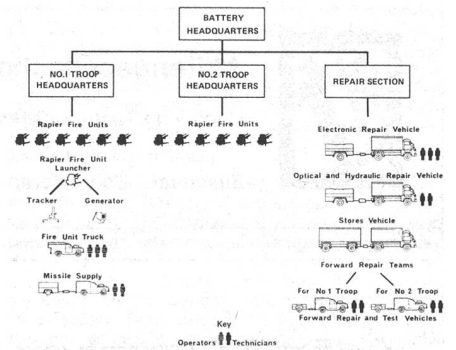 BATTERY
HEADQUARTERS
NO.1 TROOP
HEADQUARTERS
NO.2 TROOP
HEADQUARTERS
REPAIR SECTION
Rapier Fire Units
Rapier Fire Units
Rapier Fire Unit
Launcher
Tracker
Generator
Fire Unit Truck
Missile Supply
Electronic Repair Vehicle
Optical and Hydraulic Repair Vehicle
Stores Vehicle
Forward Repair Teams
For No 1 Troop
For No 2 Troop
Forward Repair and Test Vehicles
Key
Operators
Technicians